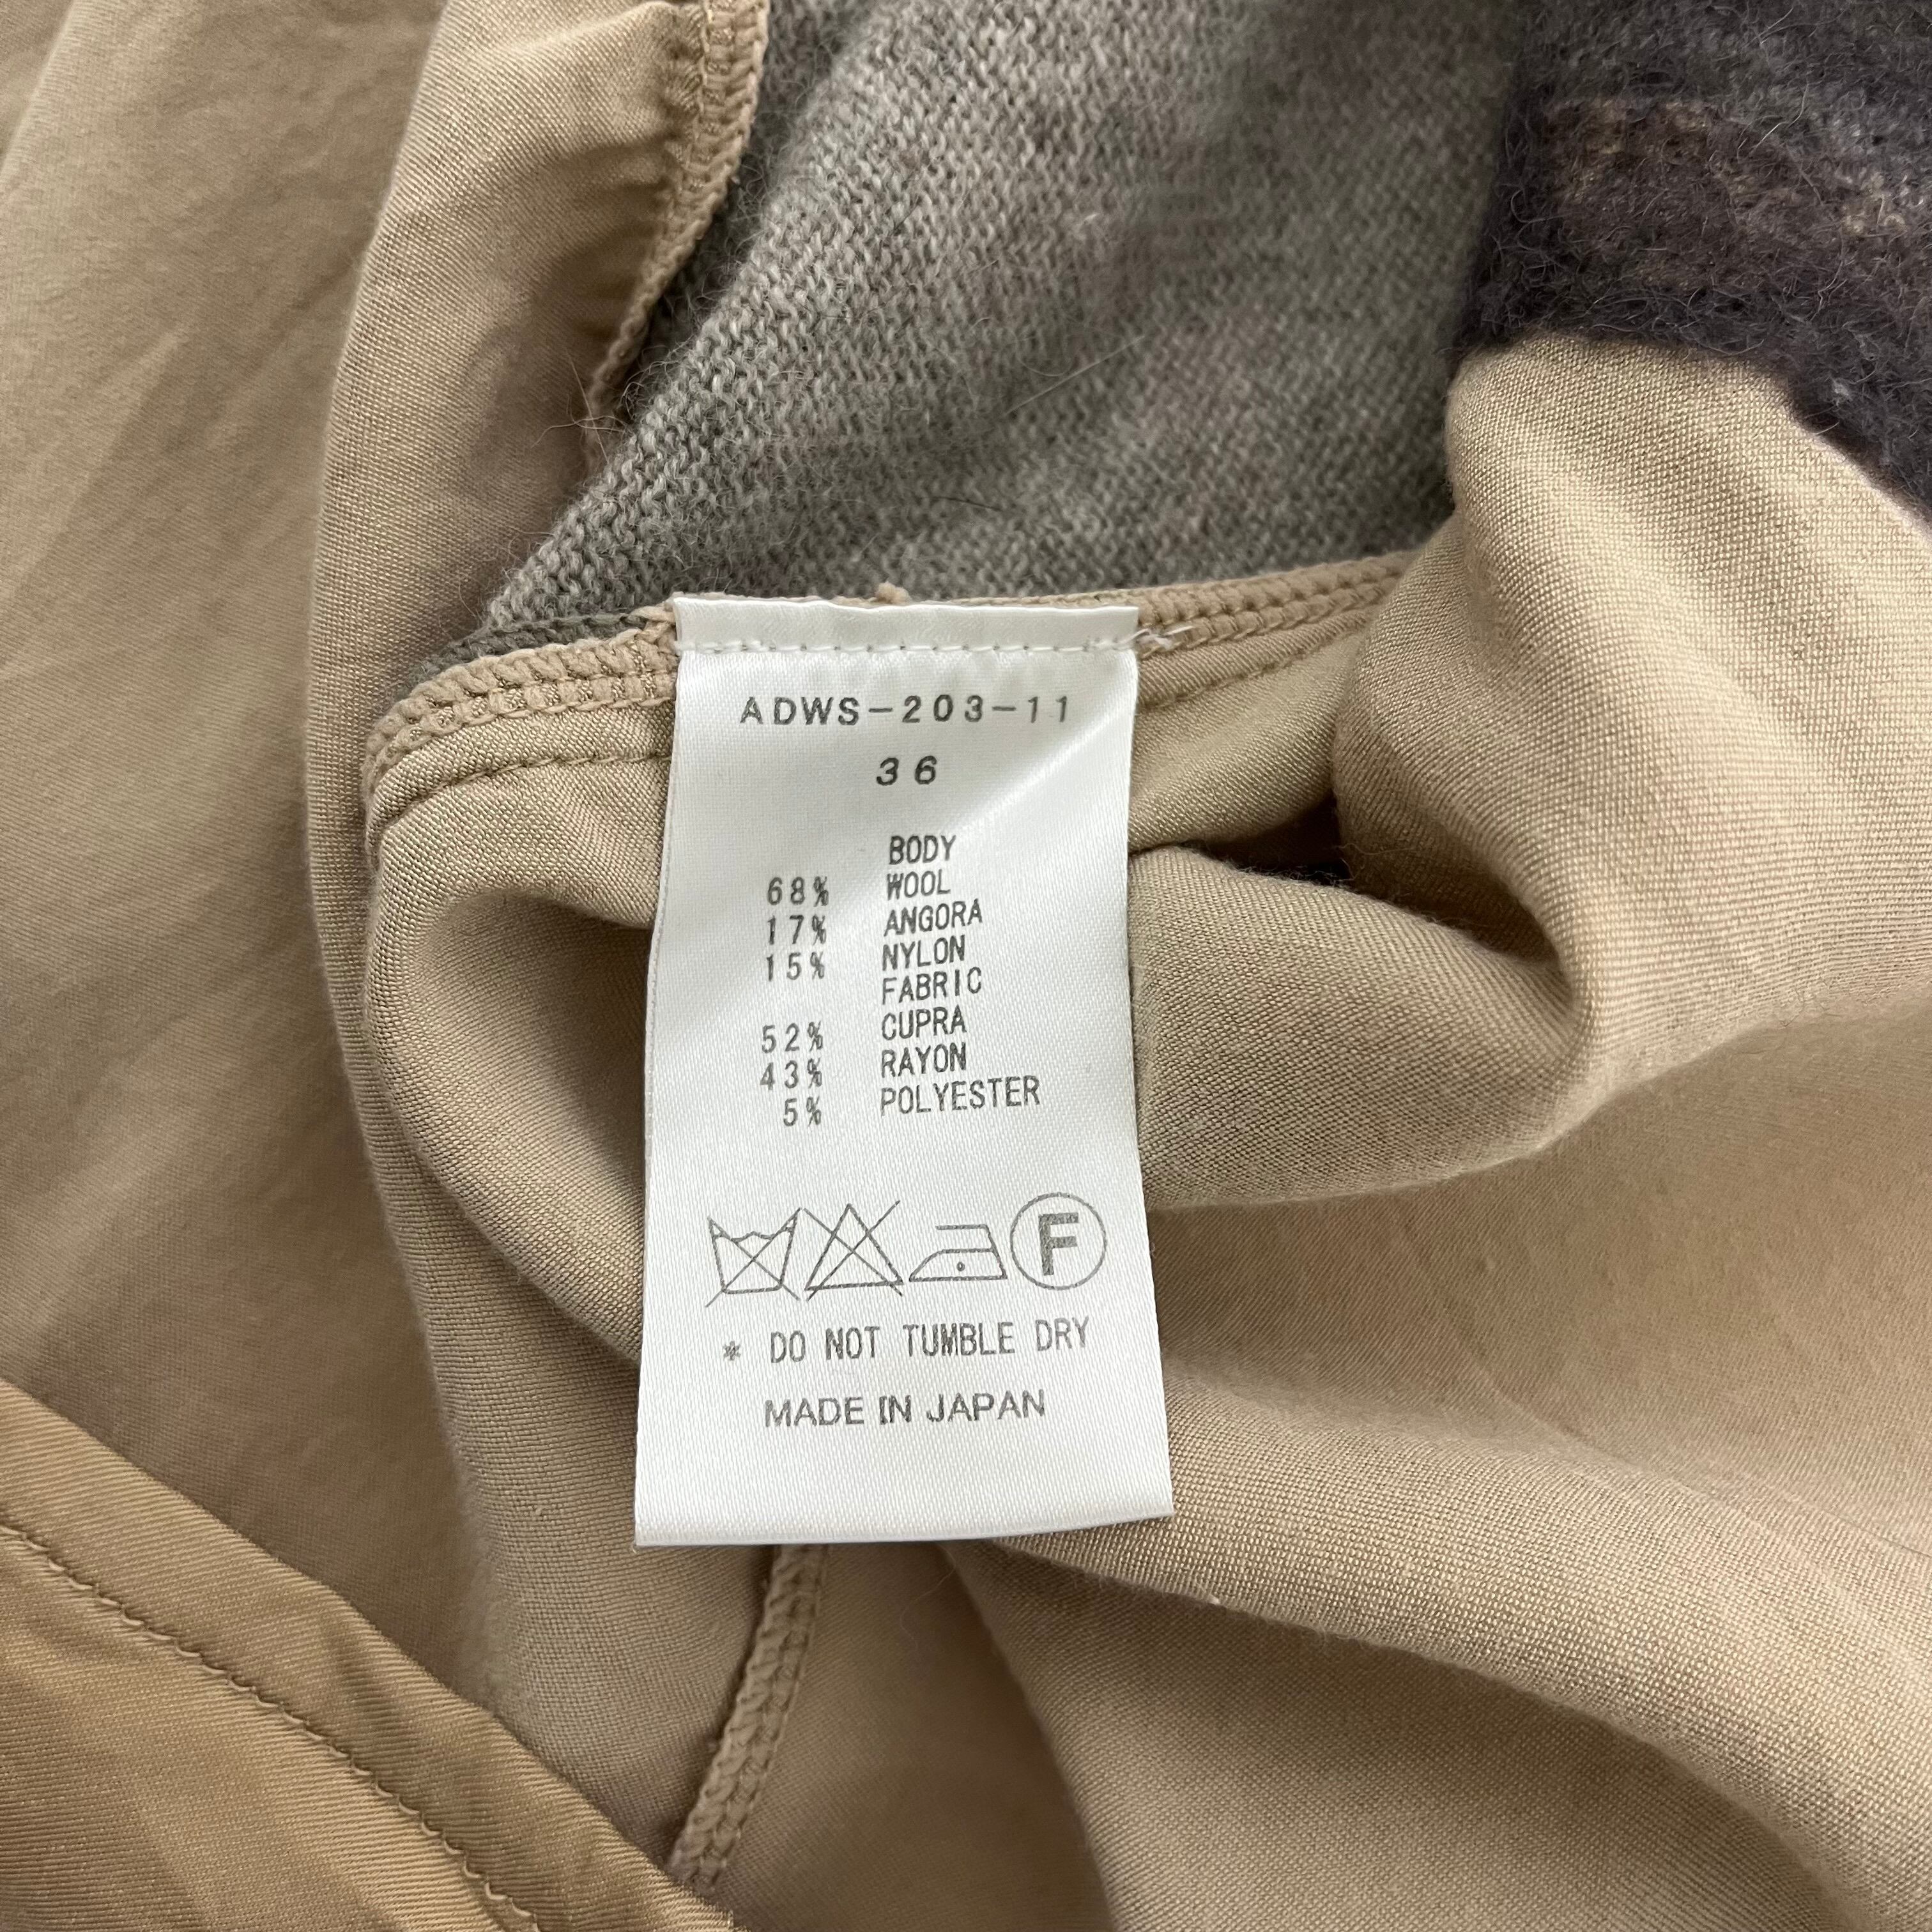 ADWS-203-11
36
BODY
68% WOOL
17% ANGORA
15% NYLON
FABRIC
52% CUPRA
43% RAYON
5% POLYESTER
F
* DO NOT TUMBLE DRY
MADE IN JAPAN